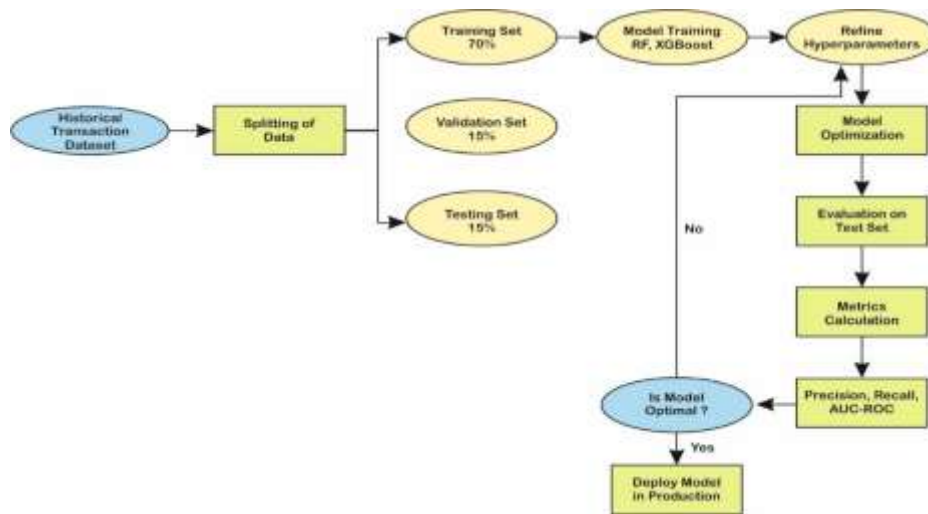 Training Set
70%
Model Training
RF, XGBoost
Refine
Hyperparameters
Historical
Transaction
Dataset
Splitting of
Data
Validation Set
15%
Model
Optimization
Testing Set
15%
No
Evaluation on
Test Set
Metrics
Calculation
Is Model
Optimal ?
Precision, Recall,
AUC-ROC
Yes
Deploy Model
in Production